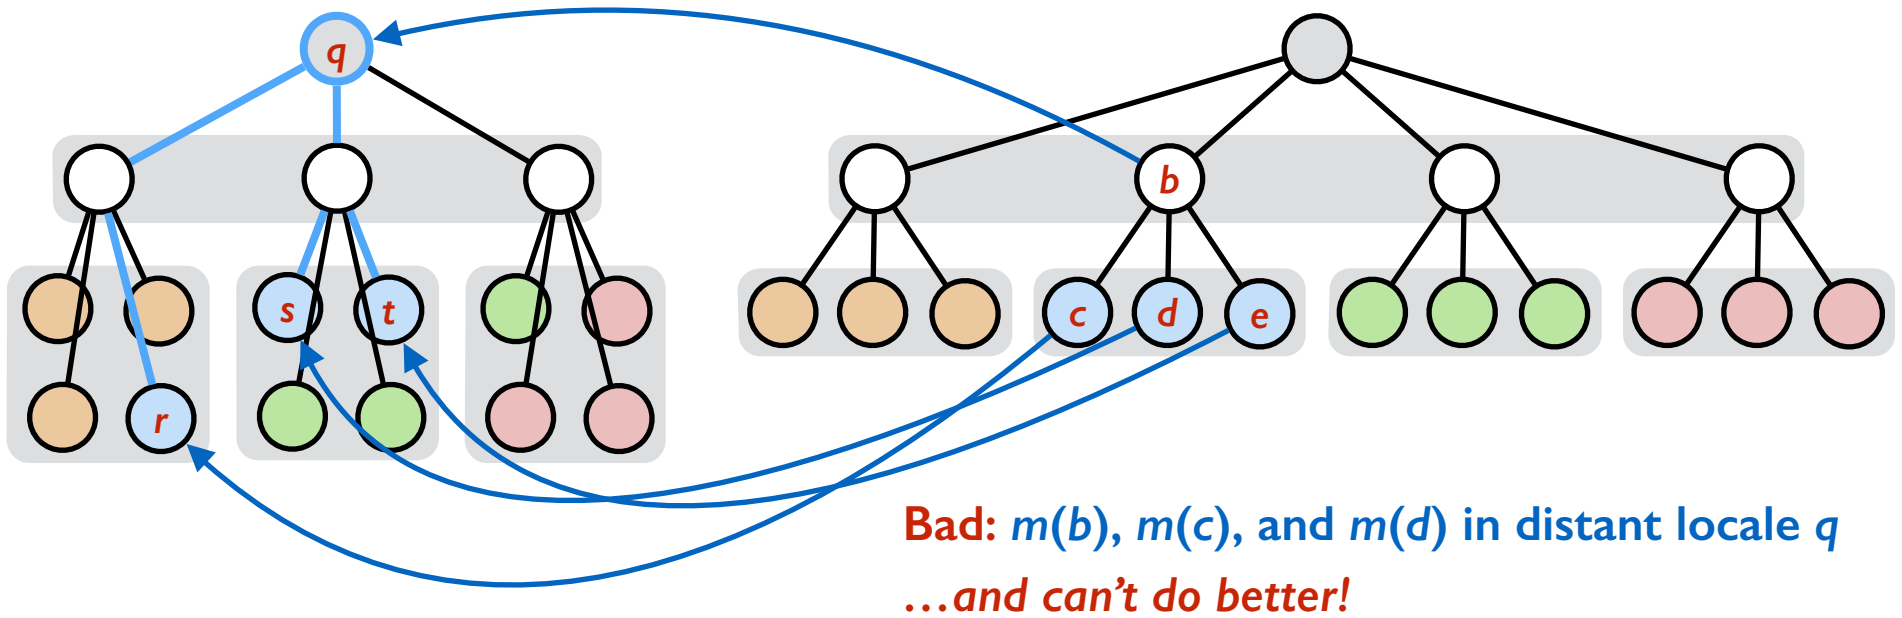 q
b
s
t
c
d
e
r
Bad: m(b), m(c), and m(d) in distant locale q
…and can’t do better!